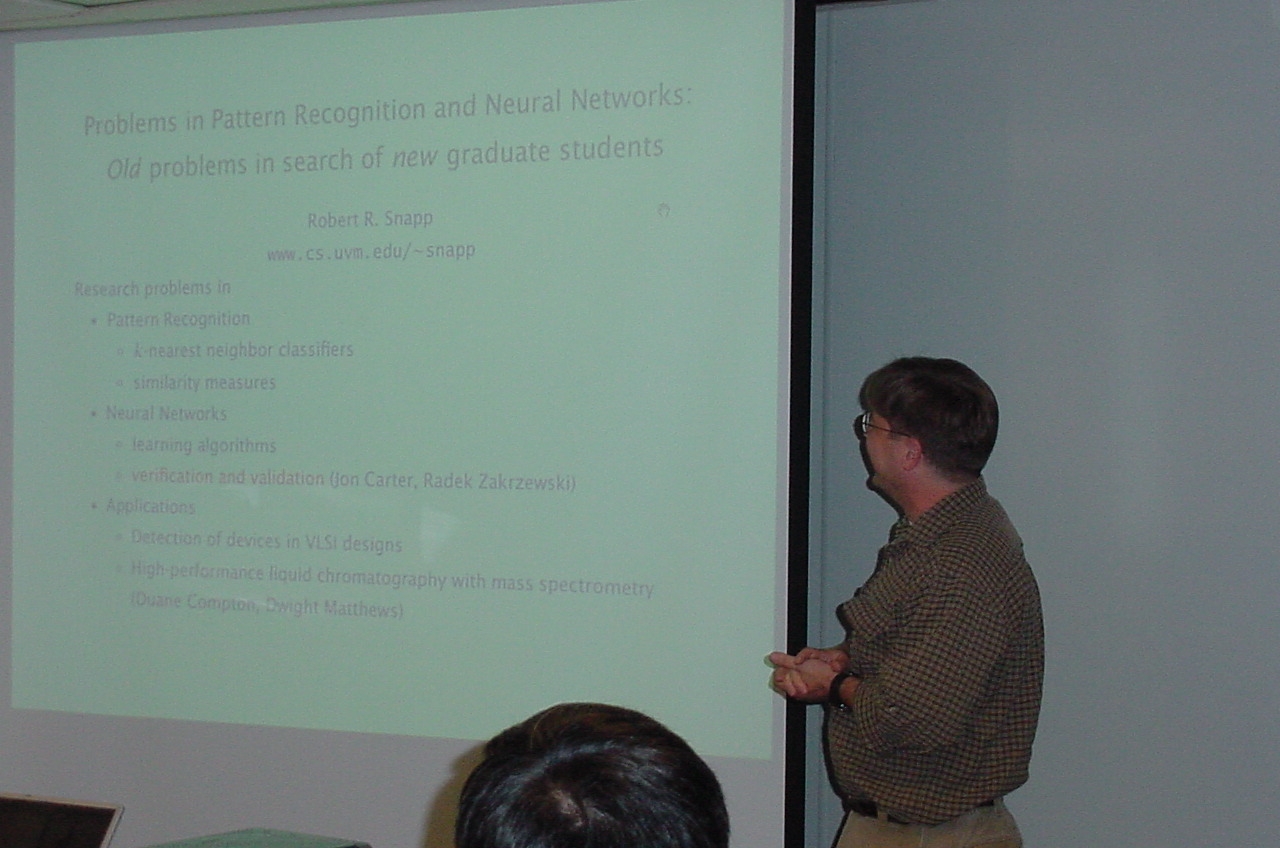 Problems in Pattern Recognition and Neural Networks:
Old problems in search of new graduate students
Robert R. Snapp
www.cs.uvm.edu/~snapp
Research problems in
• Pattern Recognition
◦ k-nearest neighbor classifiers
◦ similarity measures
• Neural Networks
◦ learning algorithms
◦ verification and validation (Jon Carter, Radek Zakrzewski)
• Applications
◦ Detection of devices in VLSI designs
◦ High-performance liquid chromatography with mass spectrometry
(Duane Compton, Dwight Matthews)